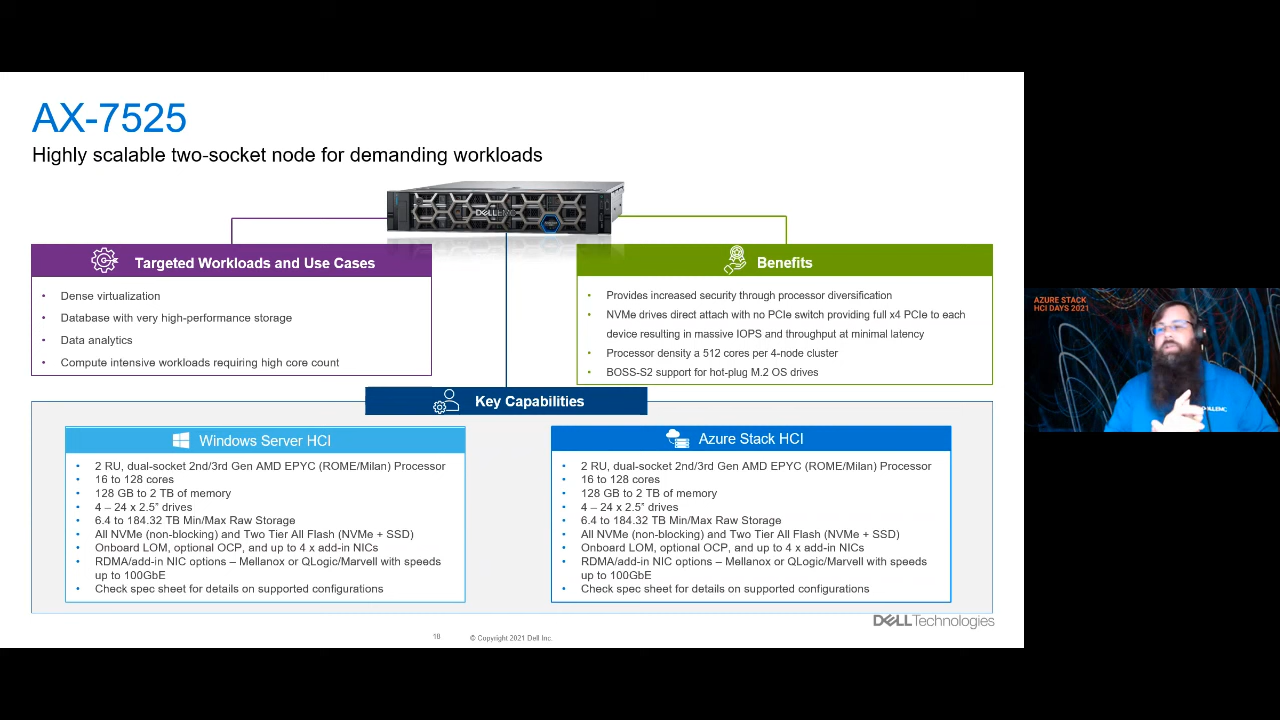 AX-7525
Highly scalable two-socket node for demanding workloads
DELLEMC
Targeted Workloads and Use Cases
• Dense virtualization
• Database with very high-performance storage
• Data analytics
• Compute intensive workloads requiring high core count
Benefits
• Provides increased security through processor diversification
• NVMe drives direct attach with no PCIe switch providing full x4 PCIe to each
device resulting in massive IOPS and throughput at minimal latency
• Processor density a 512 cores per 4-node cluster
• BOSS-S2 support for hot-plug M.2 OS drives
Key Capabilities
Windows Server HCI
• 2 RU, dual-socket 2nd/3rd Gen AMD EPYC (ROME/Milan) Processor
• 16 to 128 cores
• 128 GB to 2 TB of memory
• 4 – 24 x 2.5” drives
• 6.4 to 184.32 TB Min/Max Raw Storage
• All NVMe (non-blocking) and Two Tier All Flash (NVMe + SSD)
• Onboard LOM, optional OCP, and up to 4 x add-in NICs
• RDMA/add-in NIC options – Mellanox or QLogic/Marvell with speeds
up to 100GbE
• Check spec sheet for details on supported configurations
Azure Stack HCI
• 2 RU, dual-socket 2nd/3rd Gen AMD EPYC (ROME/Milan) Processor
• 16 to 128 cores
• 128 GB to 2 TB of memory
• 4 – 24 x 2.5” drives
• 6.4 to 184.32 TB Min/Max Raw Storage
• All NVMe (non-blocking) and Two Tier All Flash (NVMe + SSD)
• Onboard LOM, optional OCP, and up to 4 x add-in NICs
• RDMA/add-in NIC options – Mellanox or QLogic/Marvell with speeds
up to 100GbE
• Check spec sheet for details on supported configurations
DELLTechnologies
© Copyright 2021 Dell Inc.
AZURE STACK
HCI DAYS 2021
DELLEMC